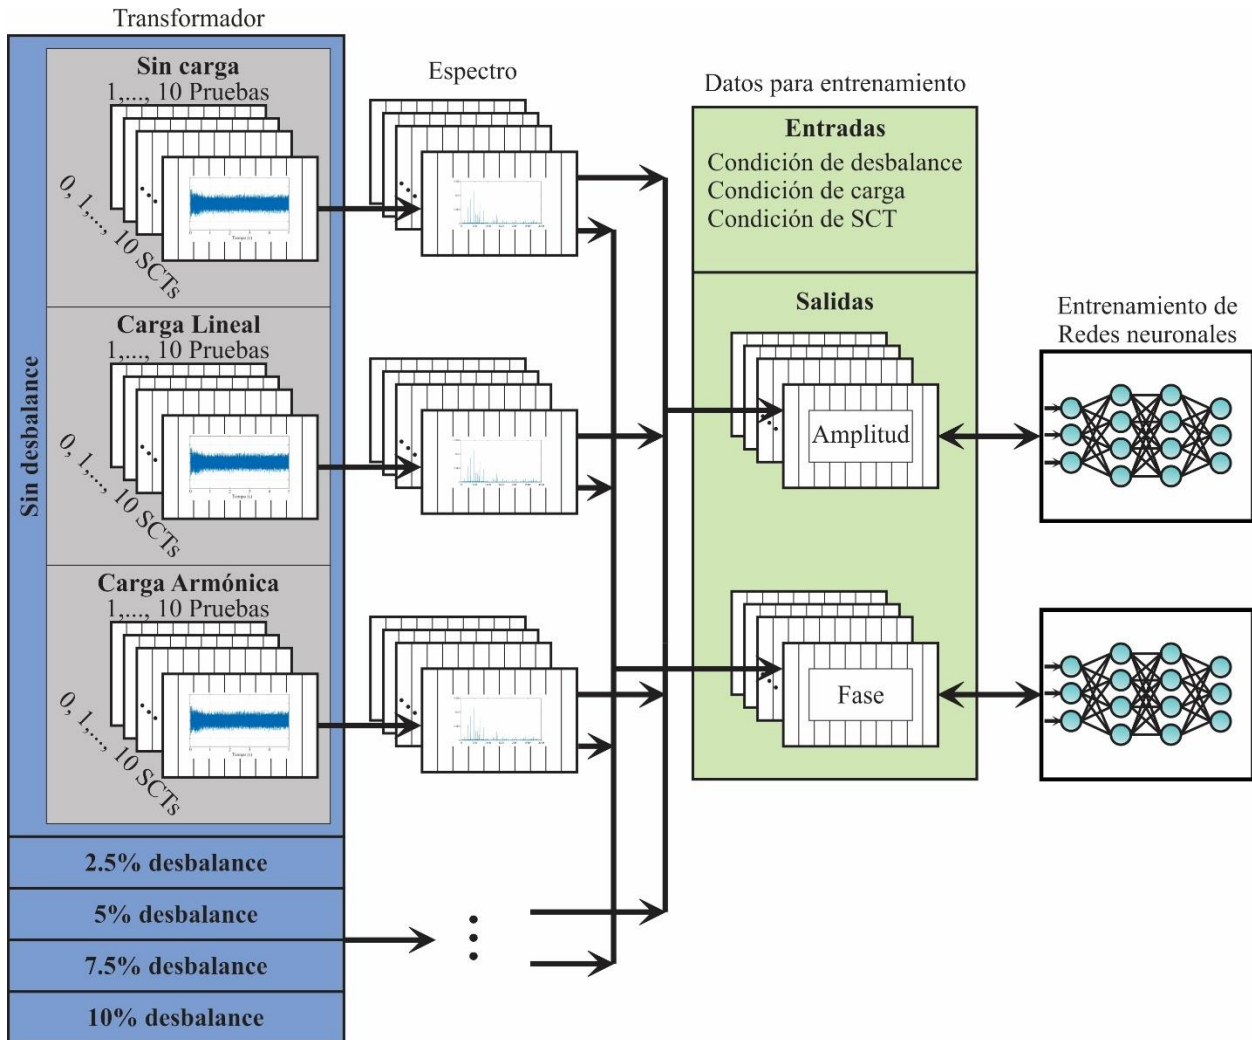 Transformador
Sin carga
1,..., 10 Pruebas
0, 1,..., 10 SCTs
Tiempo (s)
Carga Lineal
1,..., 10 Pruebas
0, 1,..., 10 SCTs
Tiempo (s)
Carga Armónica
1,..., 10 Pruebas
0, 1,..., 10 SCTs
Tiempo (s)
Sin desbalance
2.5% desbalance
5% desbalance
7.5% desbalance
10% desbalance
Espectro
Datos para entrenamiento
Entradas
Condición de desbalance
Condición de carga
Condición de SCT
Salidas
Amplitud
Fase
Entrenamiento de
Redes neuronales